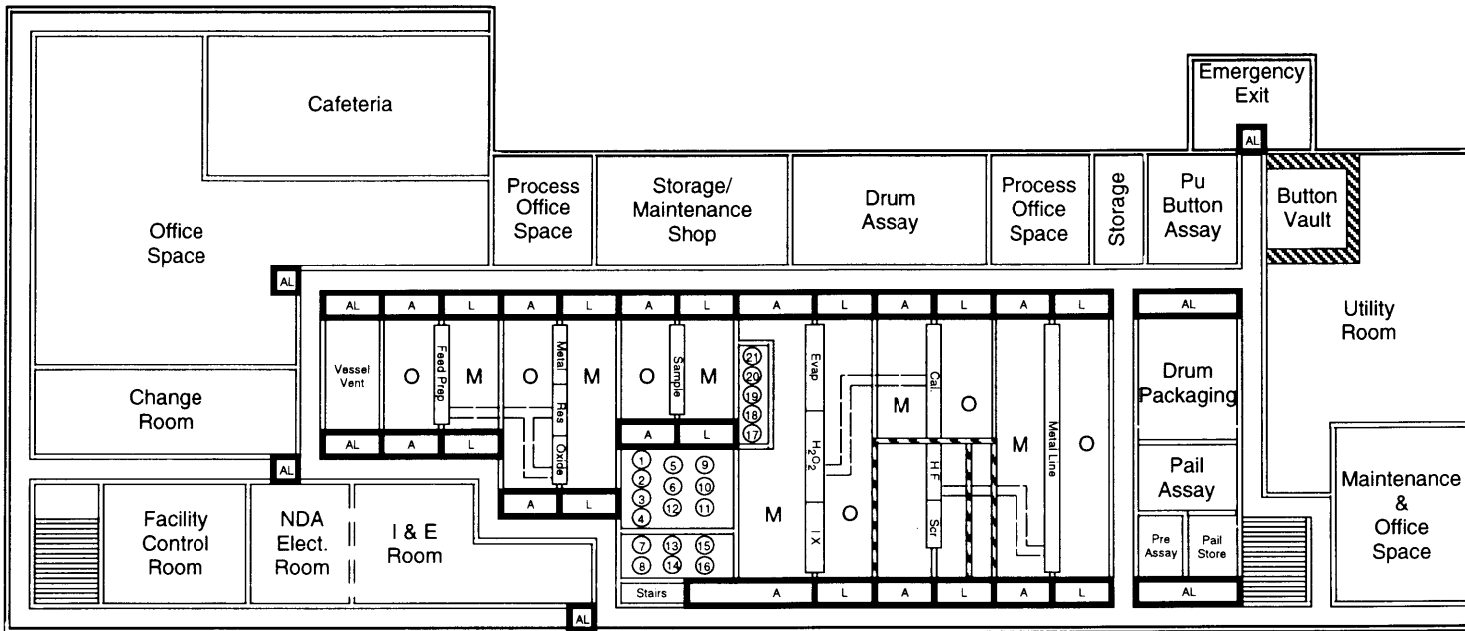 Emergency
Exit
AL
Cafeteria
Office
Space
Process
Office
Space
Storage/
Maintenance
Shop
Drum
Assay
Process
Office
Space
Storage
Pu
Button
Assay
Button
Vault
AL
AL A L A L A L A L A L A L
AL
Utility
Room
Vessel
Vent
O
Feed Prep
M
O
Metal
Res
Oxide
M
O
Sample
M
21
20
19
18
17
Evap
H₂O₂
I X
M
O
Cal.
M
O
H F
Scr
Metal Line
M
O
Drum
Packaging
Change
Room
AL A L
A L
A L
AL
1
2
3
4
5
6
12
9
10
11
7
8
13
14
15
16
Pail
Assay
Pre
Assay
Pail
Store
Maintenance
&
Office
Space
Facility
Control
Room
NDA
Elect.
Room
I & E
Room
Stairs
A L A L A L
AL
AL